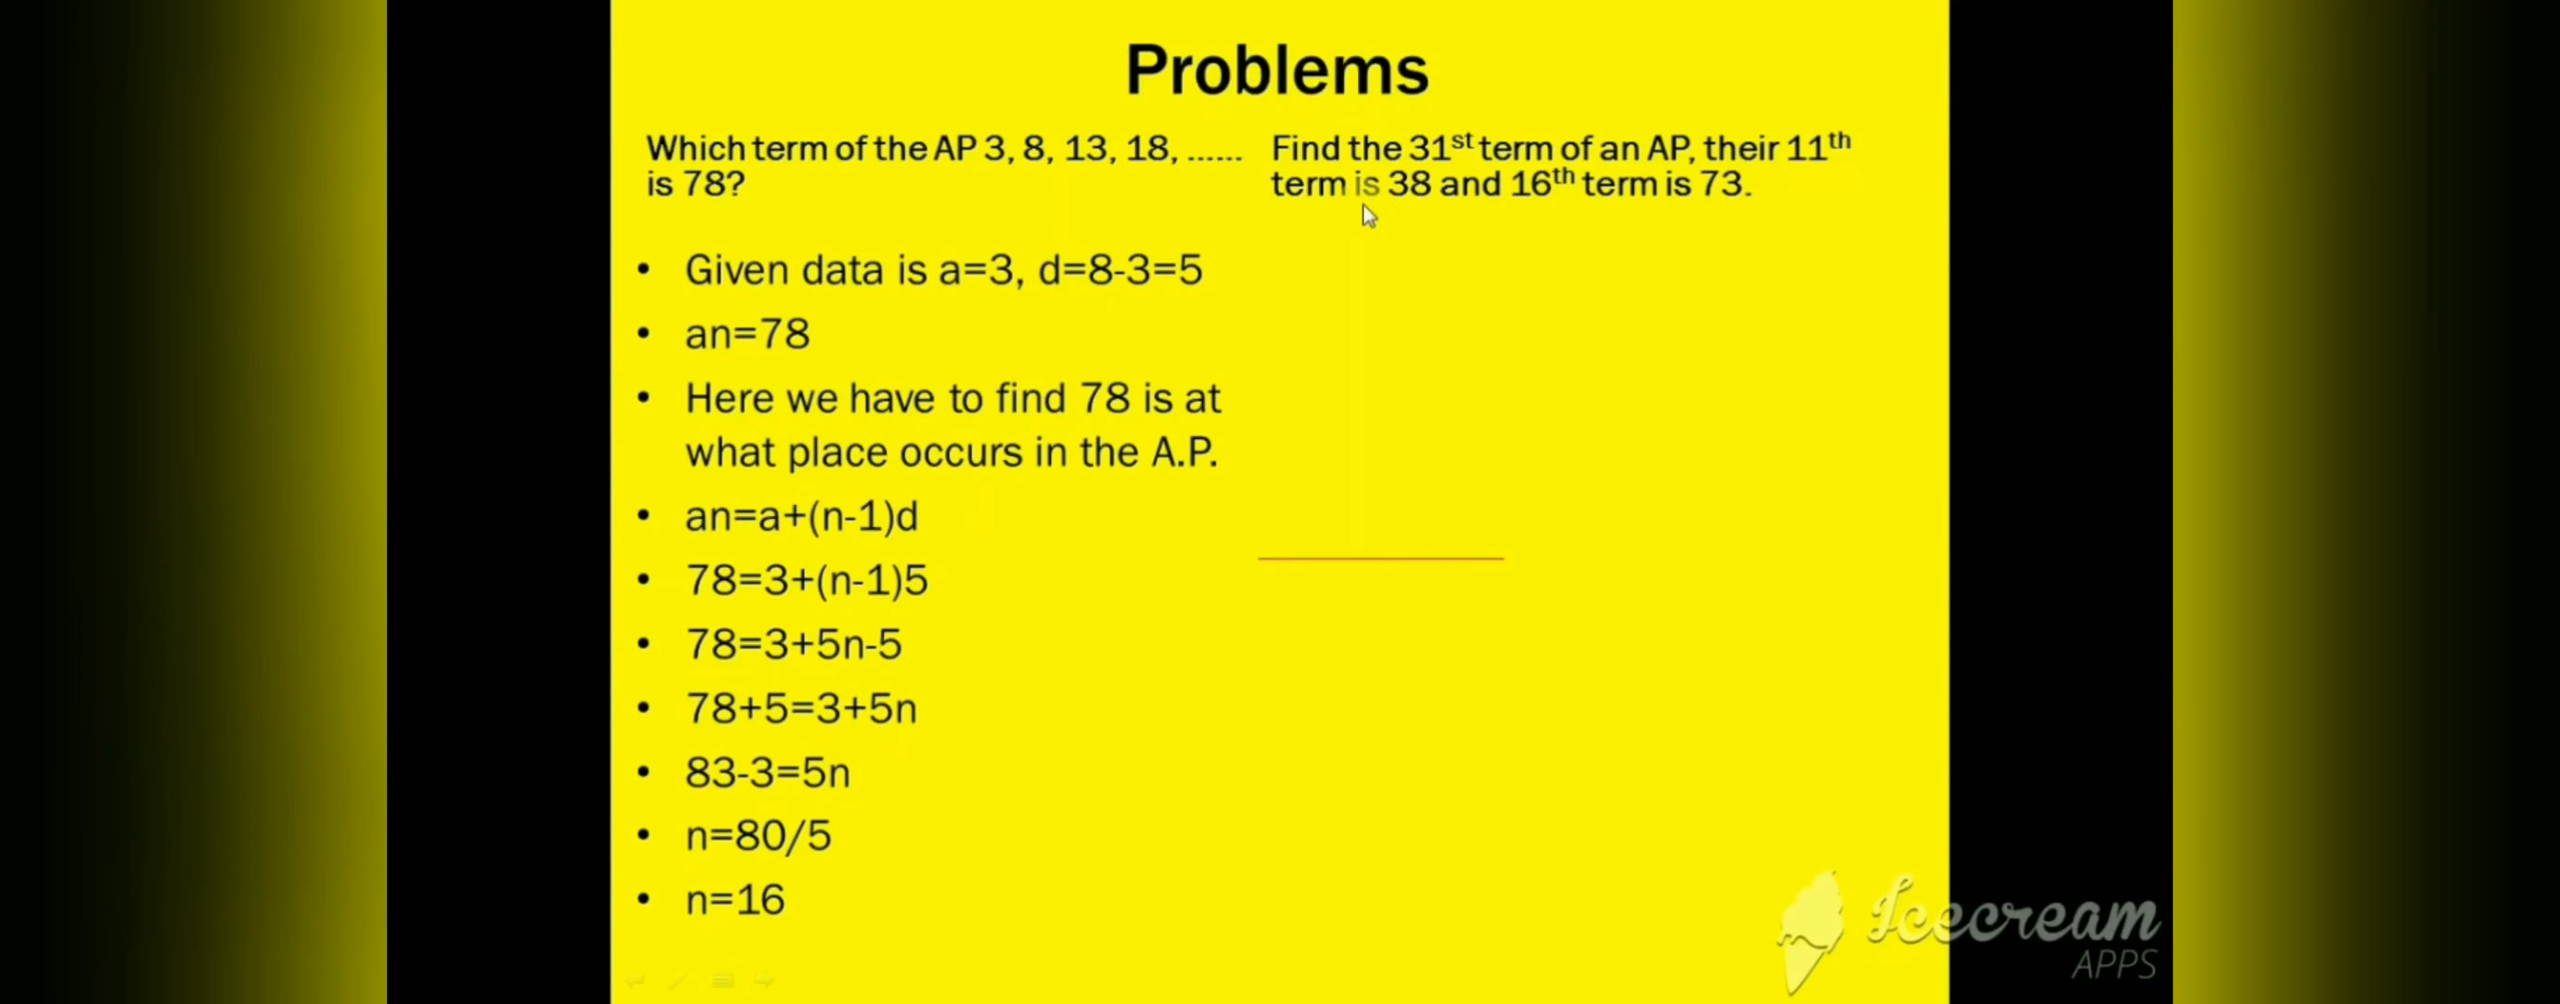 Problems
Which term of the AP 3, 8, 13, 18, ......
is 78?
• Given data is a=3, d=8-3=5
• an=78
• Here we have to find 78 is at
what place occurs in the A.P.
• an=a+(n-1)d
• 78=3+(n-1)5
• 78=3+5n-5
• 78+5=3+5n
• 83-3=5n
• n=80/5
• n=16
Find the 31st term of an AP, their 11th
term is 38 and 16th term is 73.
Icecream
APPS